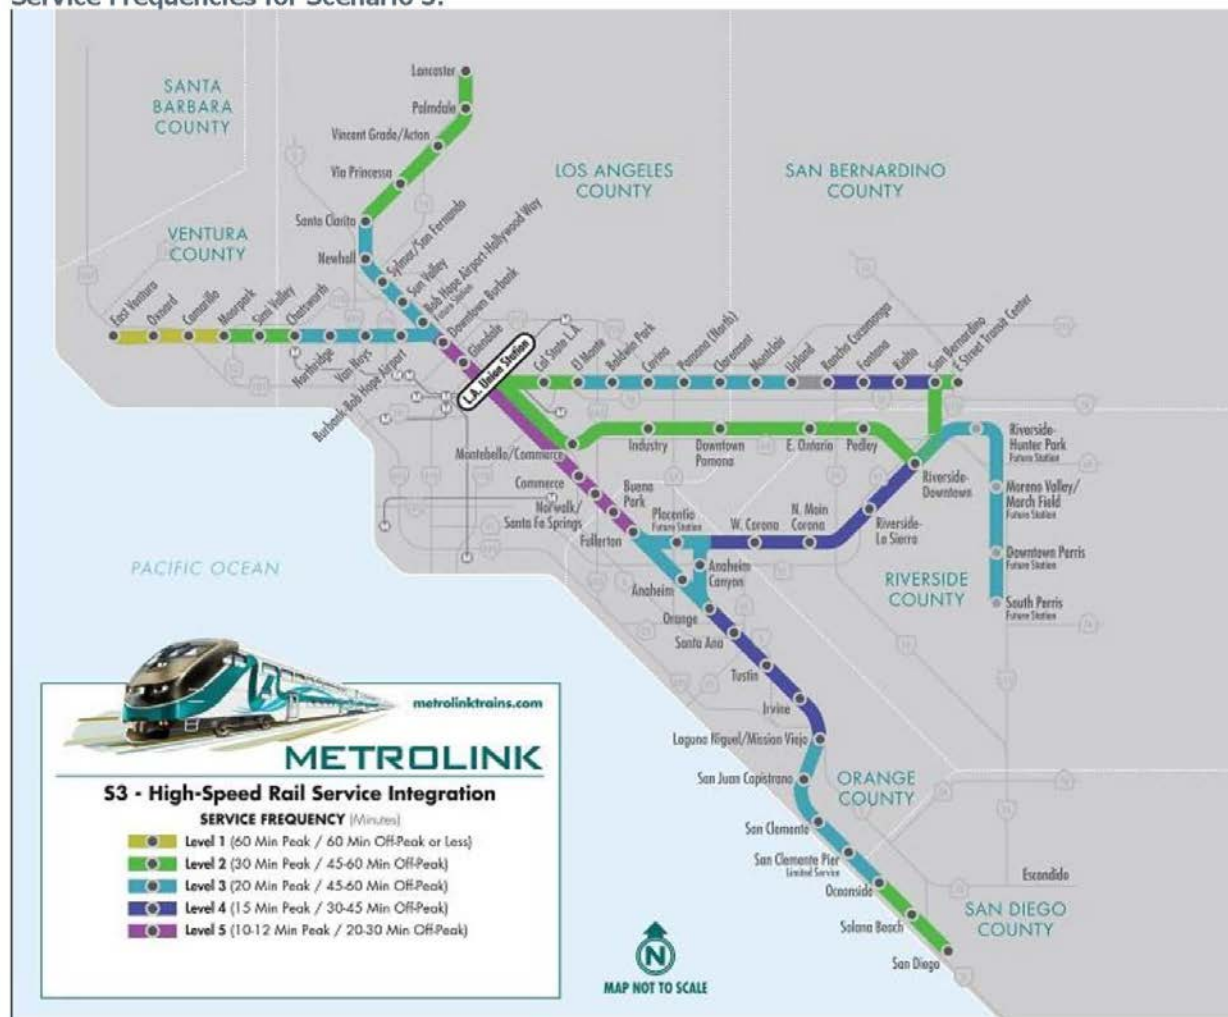 Service Frequencies for Scenario 3:
SANTA
BARBARA
COUNTY
LOS ANGELES
COUNTY
SAN BERNARDINO
COUNTY
VENTURA
COUNTY
Lancaster
Palmdale
Vincent Grade/Acton
Via Princessa
Santa Clarita
Newhall
Sylmar/San Fernando
Sun Valley
Bob Hope Airport-Hollywood Way
Future Station
Downtown Burbank
Glendale
East Ventura
Oxnard
Camarillo
Moorpark
Simi Valley
Chatsworth
Northridge
Van Nuys
Burbank-Bob Hope Airport
L.A. Union Station
Cal State L.A.
El Monte
Baldwin Park
Covina
Pomona (North)
Claremont
Montclair
Upland
Rancho Cucamonga
Fontana
Rialto
San Bernardino
E Street Transit Center
Montebello/Commerce
Industry
Downtown
Pomona
E. Ontario
Pedley
Riverside-
Downtown
Riverside-
Hunter Park
Future Station
Moreno Valley/
March Field
Future Station
Downtown Perris
Future Station
South Perris
Future Station
Commerce
Norwalk/
Santa Fe Springs
Buena
Park
Fullerton
Placentia
Future Station
W. Corona
N. Main
Corona
Riverside-
La Sierra
Anaheim
Canyon
Anaheim
Orange
Santa Ana
Tustin
Irvine
Laguna Niguel/Mission Viejo
San Juan Capistrano
San Clemente
San Clemente Pier
Limited Service
Oceanside
Solana Beach
San Diego
Escondido
RIVERSIDE
COUNTY
ORANGE
COUNTY
SAN DIEGO
COUNTY
PACIFIC OCEAN
metrolinktrains.com
METROLINK
S3 - High-Speed Rail Service Integration
SERVICE FREQUENCY (Minutes)
Level 1 (60 Min Peak / 60 Min Off-Peak or Less)
Level 2 (30 Min Peak / 45-60 Min Off-Peak)
Level 3 (20 Min Peak / 45-60 Min Off-Peak)
Level 4 (15 Min Peak / 30-45 Min Off-Peak)
Level 5 (10-12 Min Peak / 20-30 Min Off-Peak)
N
MAP NOT TO SCALE